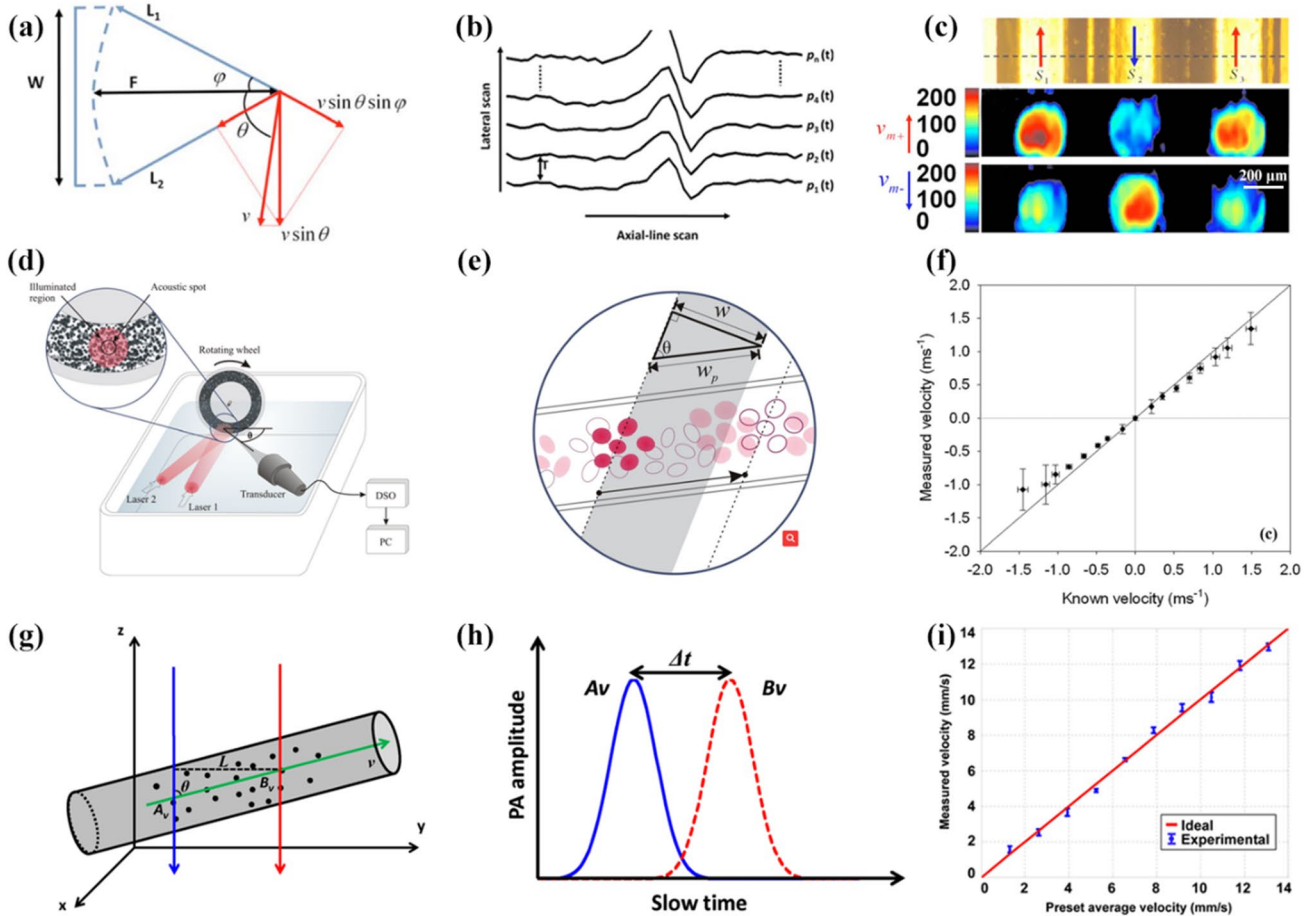 (a)
L₁
W
F
φ
v sin θ sin φ
θ
L₂
v
v sin θ
(b)
Lateral scan
pₙ(t)
p₄(t)
p₃(t)
p₂(t)
T
p₁(t)
Axial-line scan
(c)
S₁
S₂
S₃
200
100
0
vₘ₊
200
100
0
vₘ₋
200 μm
(d)
Illuminated
region
Acoustic spot
Rotating wheel
θ
Laser 2
Laser 1
Transducer
DSO
PC
(e)
w
θ
wₚ
(f)
2.0
1.5
1.0
0.5
0.0
-0.5
-1.0
-1.5
-2.0
Measured velocity (ms⁻¹)
(c)
-2.0 -1.5 -1.0 -0.5 0.0 0.5 1.0 1.5 2.0
Known velocity (ms⁻¹)
(g)
z
L
v
θ
Bᵥ
Aᵥ
y
x
(h)
Δt
Av
Bv
PA amplitude
Slow time
(i)
14
12
10
8
6
4
2
0 2 4 6 8 10 12 14
Measured velocity (mm/s)
Ideal
Experimental
Preset average velocity (mm/s)